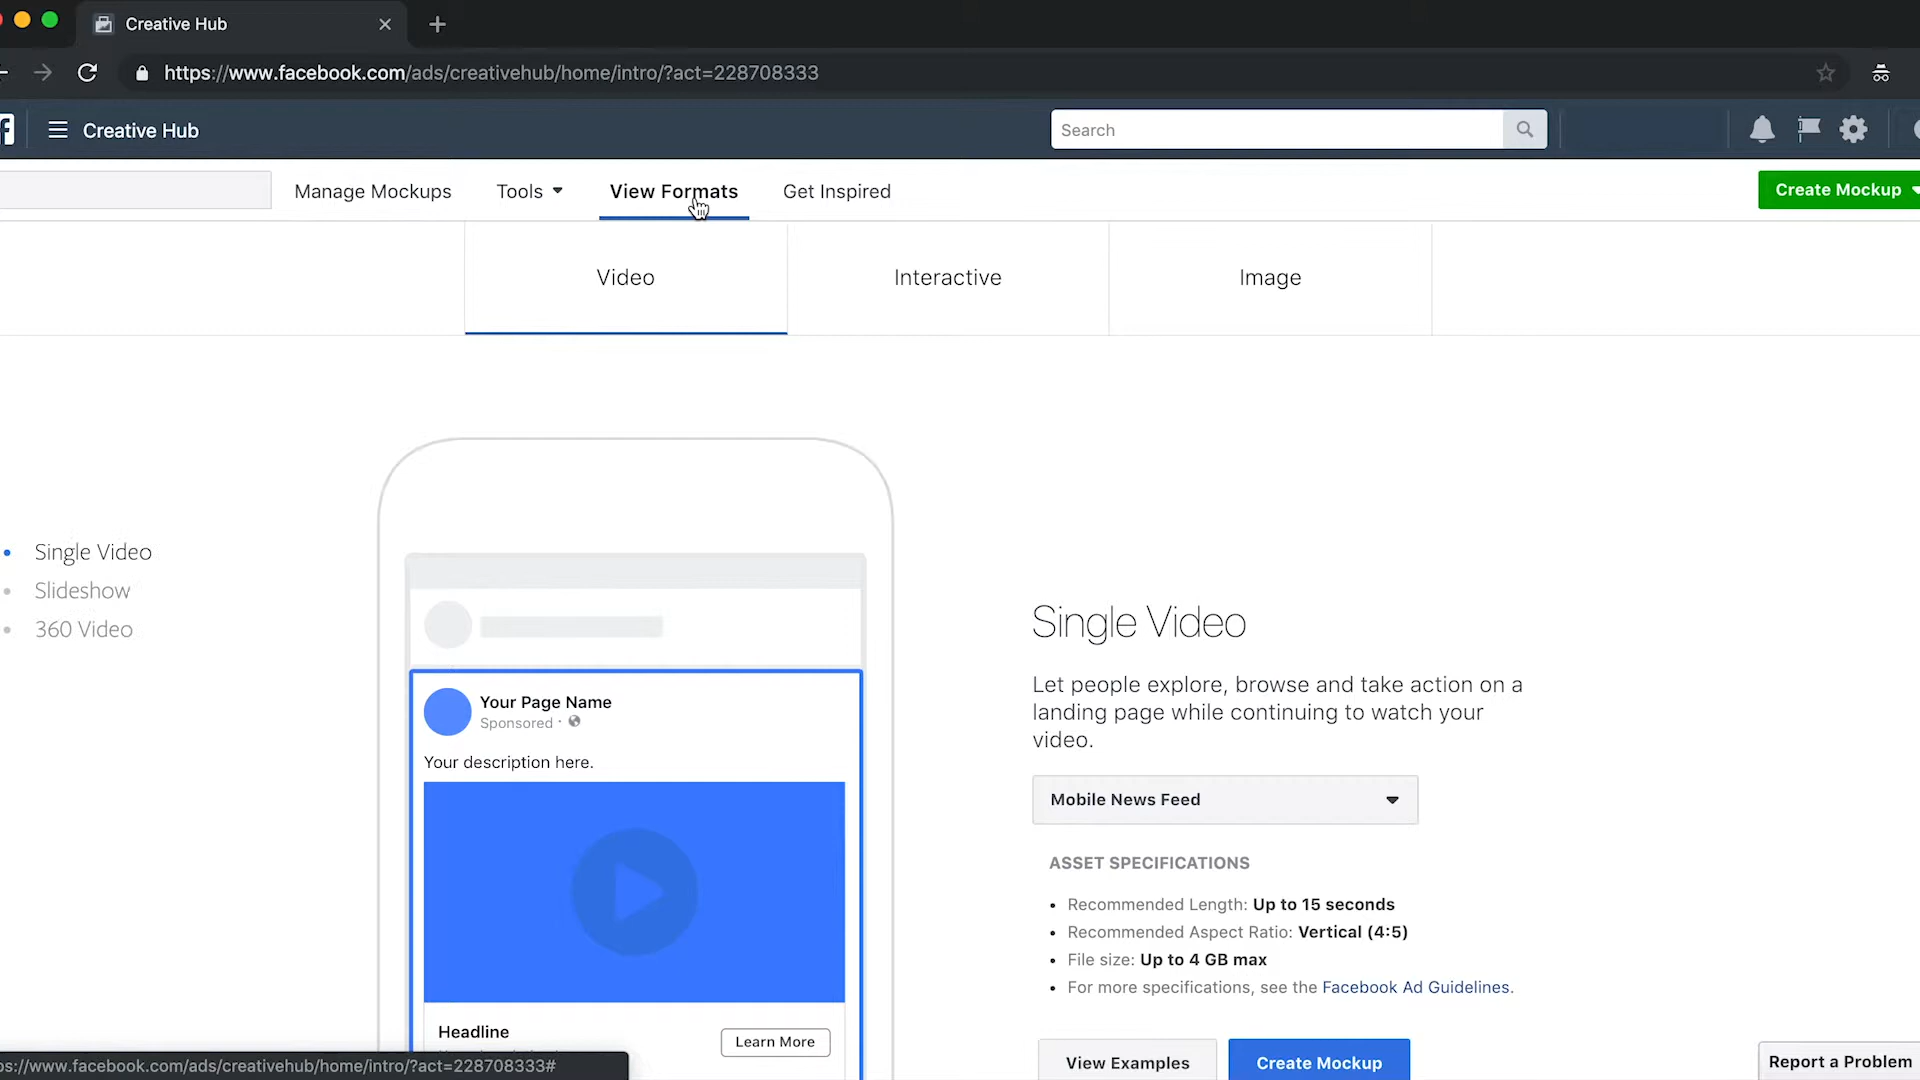 Creative Hub
https://www.facebook.com/ads/creativehub/home/intro/?act=228708333
Creative Hub
Search
Manage Mockups
Tools
View Formats
Get Inspired
Create Mockup
Video
Interactive
Image
Single Video
Slideshow
360 Video
Your Page Name
Sponsored ·
Your description here.
Headline
Learn More
Single Video
Let people explore, browse and take action on a
landing page while continuing to watch your
video.
Mobile News Feed
ASSET SPECIFICATIONS
• Recommended Length: Up to 15 seconds
• Recommended Aspect Ratio: Vertical (4:5)
• File size: Up to 4 GB max
• For more specifications, see the Facebook Ad Guidelines.
View Examples
Create Mockup
Report a Problem
ps://www.facebook.com/ads/creativehub/home/intro/?act=228708333#